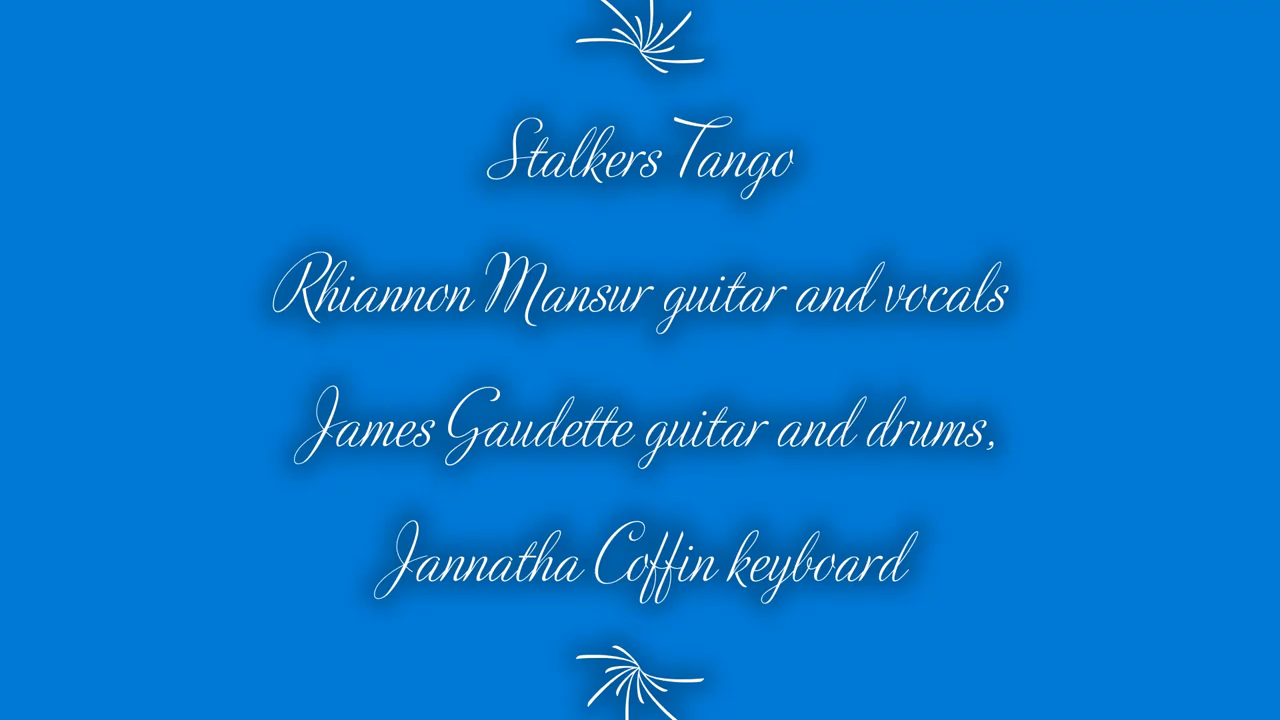 Stalkers Tango
Rhiannon Mansur guitar and vocals
James Gaudette guitar and drums,
Jannatha Coffin keyboard